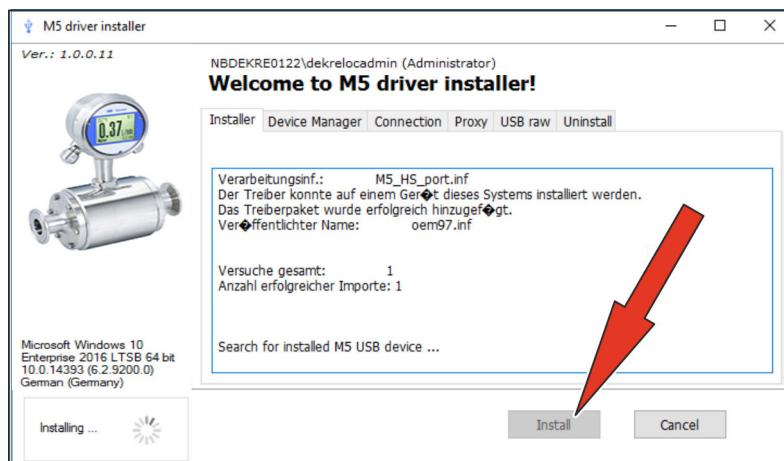 M5 driver installer
Ver.: 1.0.0.11
NBDEKRE0122\dekrelocadmin (Administrator)
Welcome to M5 driver installer!
Installer Device Manager Connection Proxy USB raw Uninstall
0.37
Verarbeitungsinf.: M5_HS_port.inf
Der Treiber konnte auf einem Ger�t dieses Systems installiert werden.
Das Treiberpaket wurde erfolgreich hinzugef�gt.
Ver�ffentlichter Name: oem97.inf
Versuche gesamt: 1
Anzahl erfolgreicher Importe: 1
Search for installed M5 USB device ...
Microsoft Windows 10
Enterprise 2016 LTSB 64 bit
10.0.14393 (6.2.9200.0)
German (Germany)
Installing ...
Install
Cancel